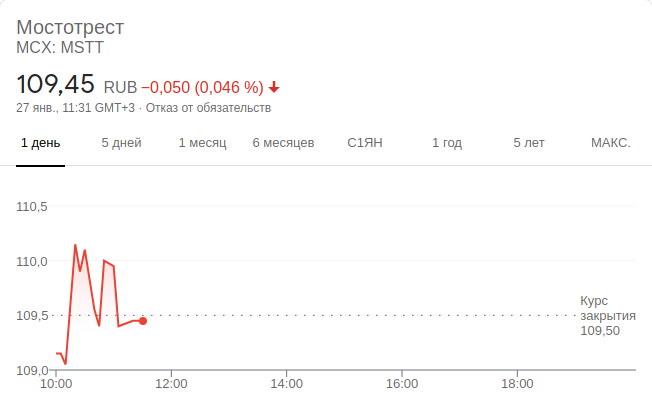 Мостотрест
MCX: MSTT
109,45 RUB −0,050 (0,046 %)
27 янв., 11:31 GMT+3 · Отказ от обязательств
1 день 5 дней 1 месяц 6 месяцев С1ЯН 1 год 5 лет МАКС.
110,5
110,0
Курс
109,5 закрытия
109,50
109,0
10:00 12:00 14:00 16:00 18:00